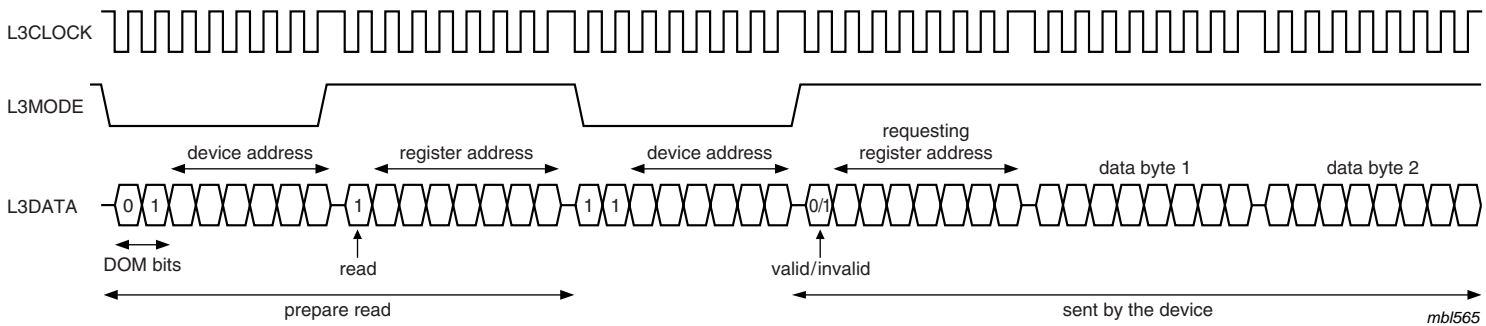 L3CLOCK
L3MODE
requesting
device address
register address
device address
register address
data byte 1
data byte 2
L3DATA
0
1
1
1
1
0/1
DOM bits
read
valid/invalid
prepare read
sent by the device
mbl565